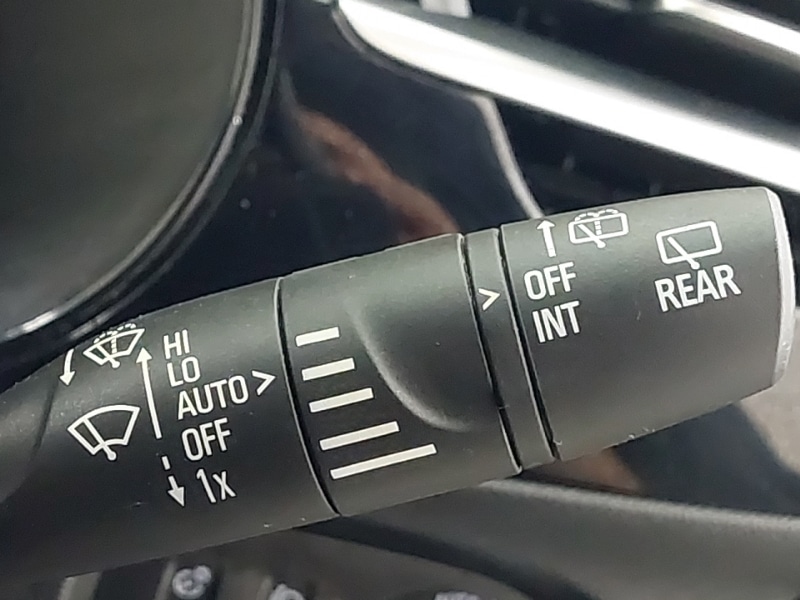 HI
LO
AUTO >
OFF
1x
>
OFF
INT
REAR